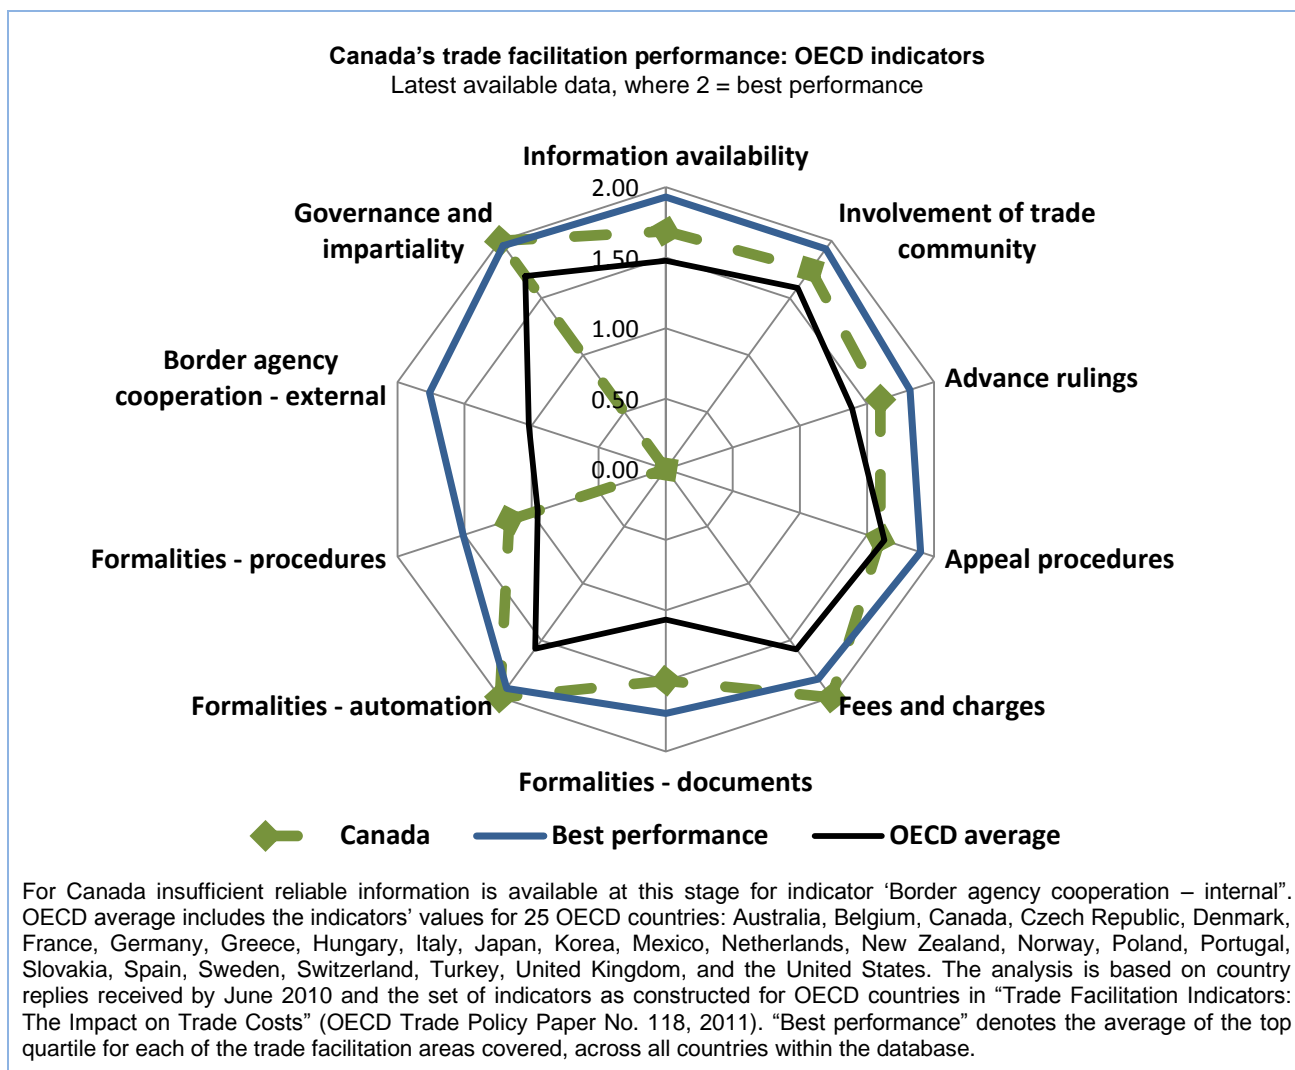 Canada’s trade facilitation performance: OECD indicators
Latest available data, where 2 = best performance
Information availability
2.00
Governance and
impartiality
Involvement of trade
community
1.50
1.00
Border agency
cooperation - external
Advance rulings
0.50
0.00
Formalities - procedures
Appeal procedures
Formalities - automation
Fees and charges
Formalities - documents
Canada
Best performance
OECD average
For Canada insufficient reliable information is available at this stage for indicator ‘Border agency cooperation – internal”.
OECD average includes the indicators’ values for 25 OECD countries: Australia, Belgium, Canada, Czech Republic, Denmark,
France, Germany, Greece, Hungary, Italy, Japan, Korea, Mexico, Netherlands, New Zealand, Norway, Poland, Portugal,
Slovakia, Spain, Sweden, Switzerland, Turkey, United Kingdom, and the United States. The analysis is based on country
replies received by June 2010 and the set of indicators as constructed for OECD countries in “Trade Facilitation Indicators:
The Impact on Trade Costs” (OECD Trade Policy Paper No. 118, 2011). “Best performance” denotes the average of the top
quartile for each of the trade facilitation areas covered, across all countries within the database.